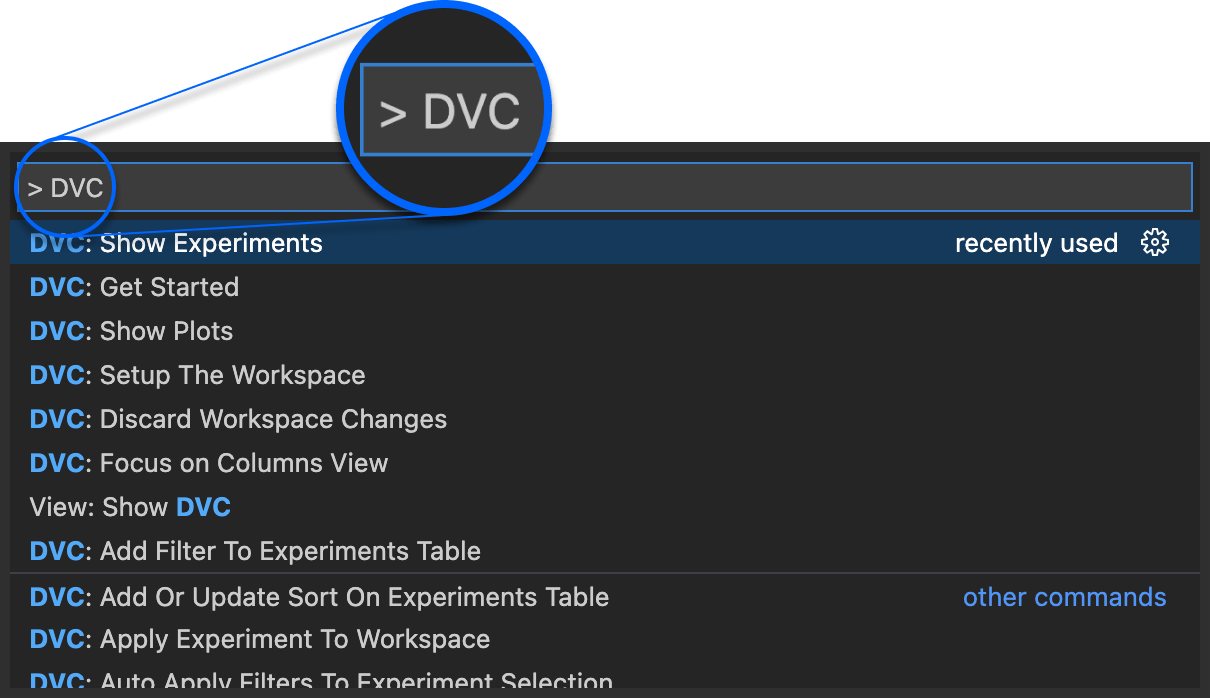 > DVC
> DVC
DVC: Show Experiments recently used
DVC: Get Started
DVC: Show Plots
DVC: Setup The Workspace
DVC: Discard Workspace Changes
DVC: Focus on Columns View
View: Show DVC
DVC: Add Filter To Experiments Table
DVC: Add Or Update Sort On Experiments Table other commands
DVC: Apply Experiment To Workspace
DVC: Auto Apply Filters To Experiment Selection